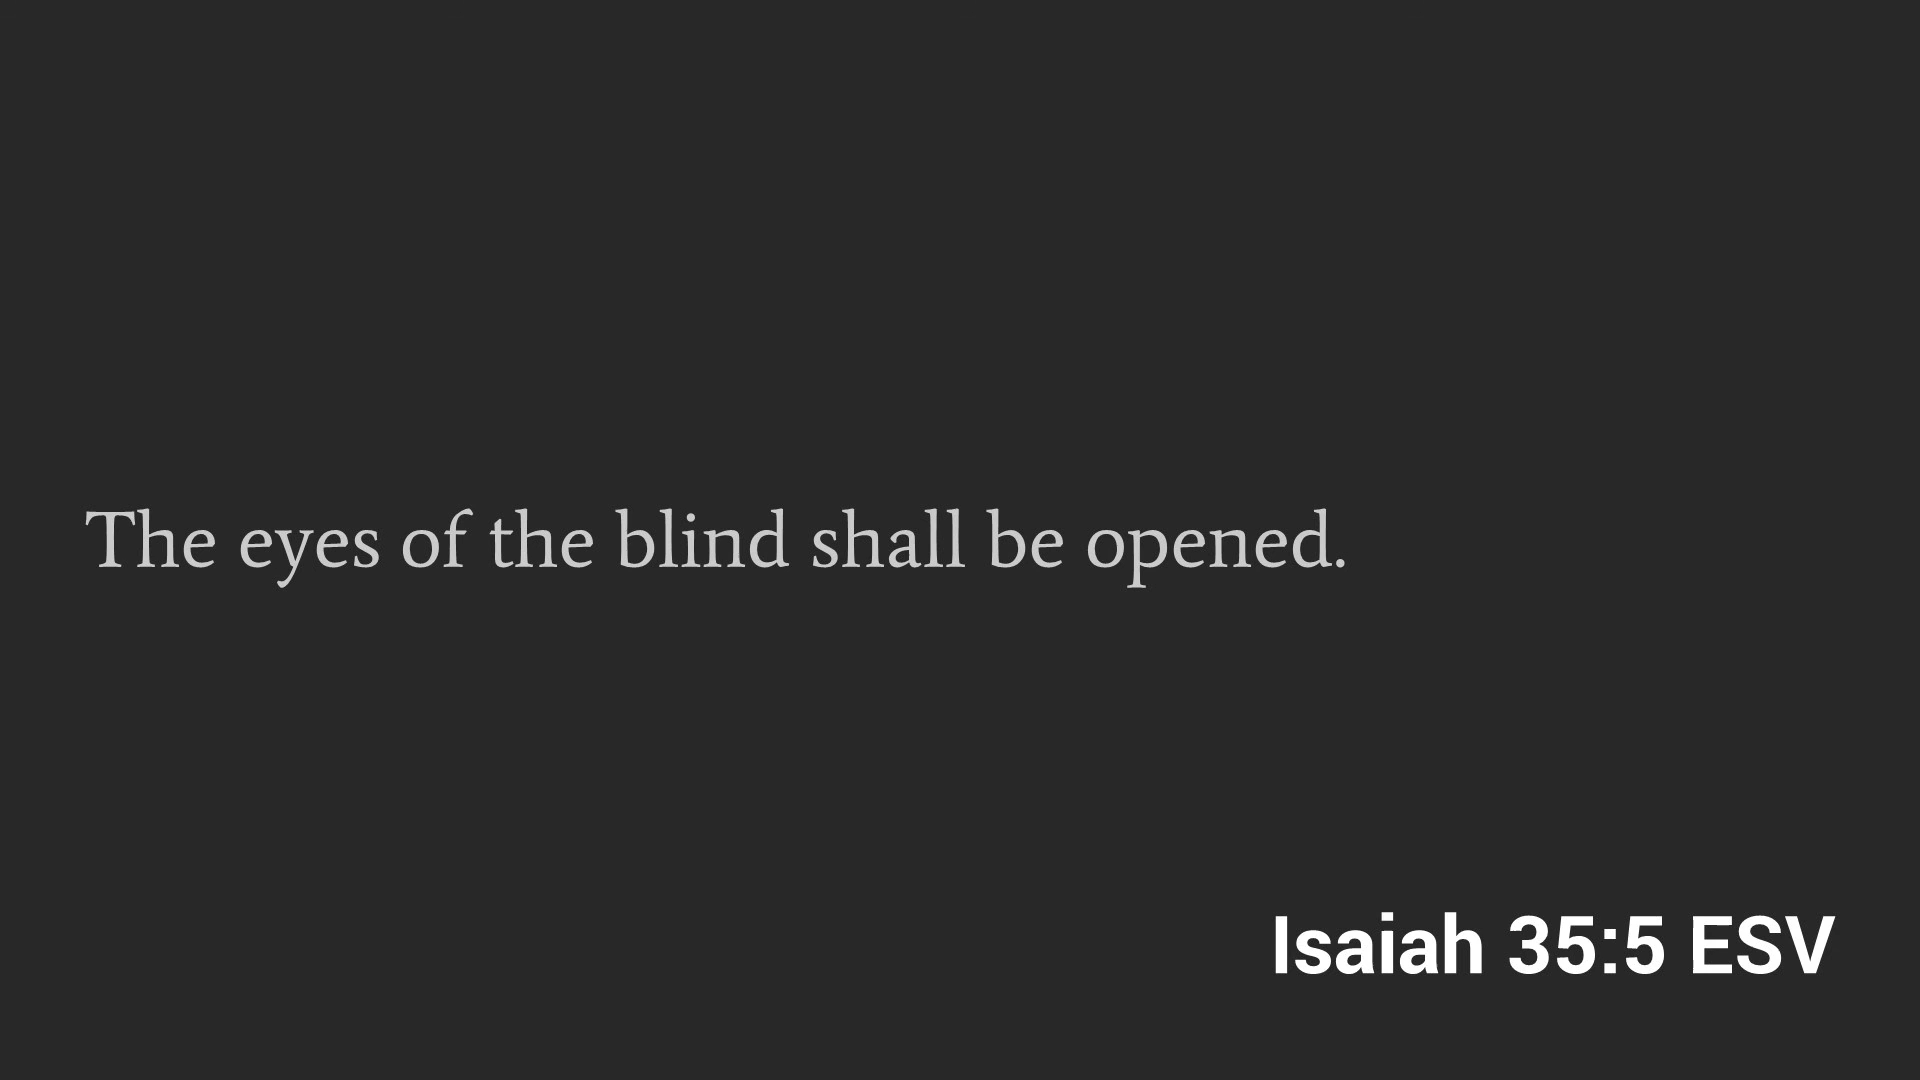 The eyes of the blind shall be opened.
Isaiah 35:5 ESV